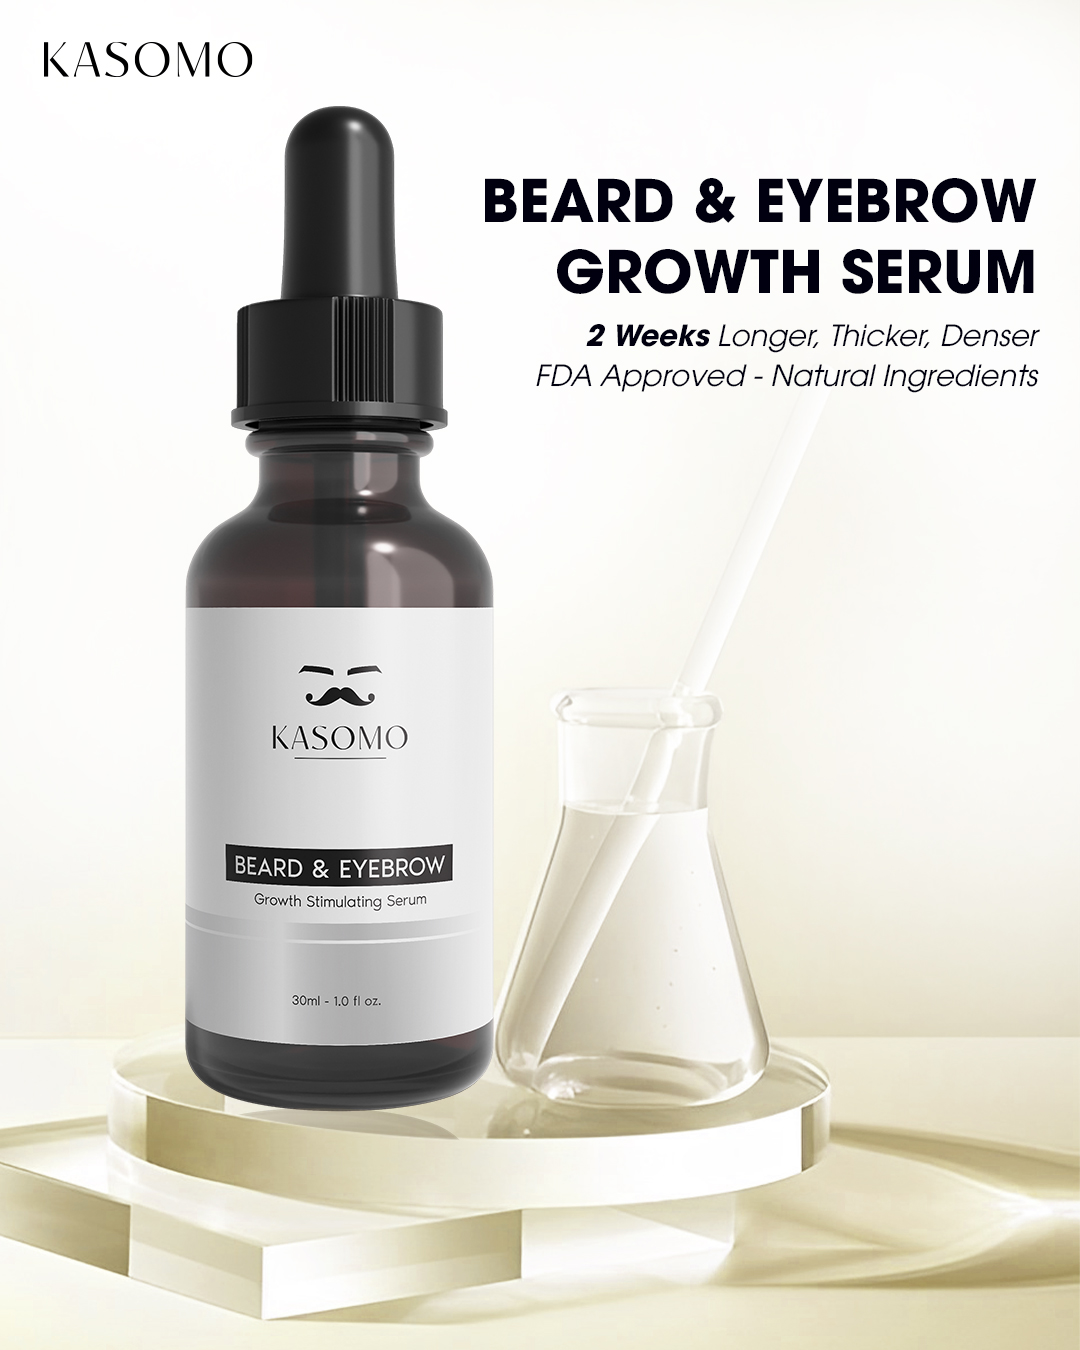 KASOMO
BEARD & EYEBROW
GROWTH SERUM
2 Weeks Longer, Thicker, Denser
FDA Approved - Natural Ingredients
KASOMO
BEARD & EYEBROW
Growth Stimulating Serum
30ml - 1.0 fl oz.